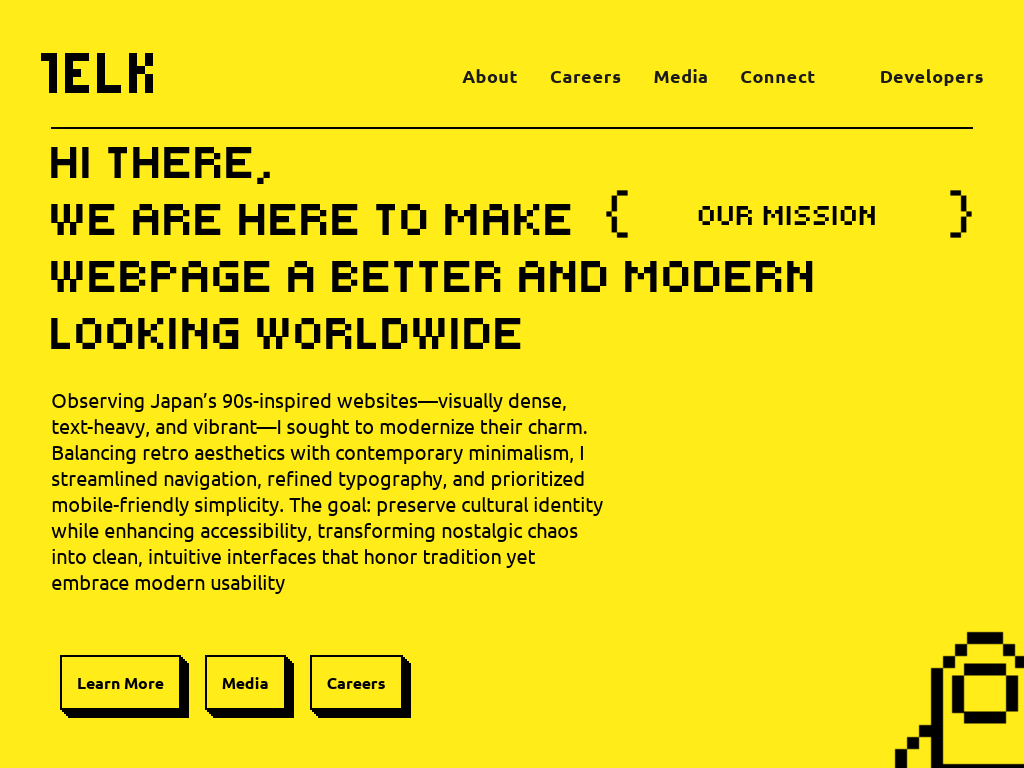 1ELK
About Careers Media Connect Developers
HI THERE,
WE ARE HERE TO MAKE { OUR MISSION }
WEBPAGE A BETTER AND MODERN
LOOKING WORLDWIDE
Observing Japan’s 90s-inspired websites—visually dense,
text-heavy, and vibrant—I sought to modernize their charm.
Balancing retro aesthetics with contemporary minimalism, I
streamlined navigation, refined typography, and prioritized
mobile-friendly simplicity. The goal: preserve cultural identity
while enhancing accessibility, transforming nostalgic chaos
into clean, intuitive interfaces that honor tradition yet
embrace modern usability
Learn More Media Careers